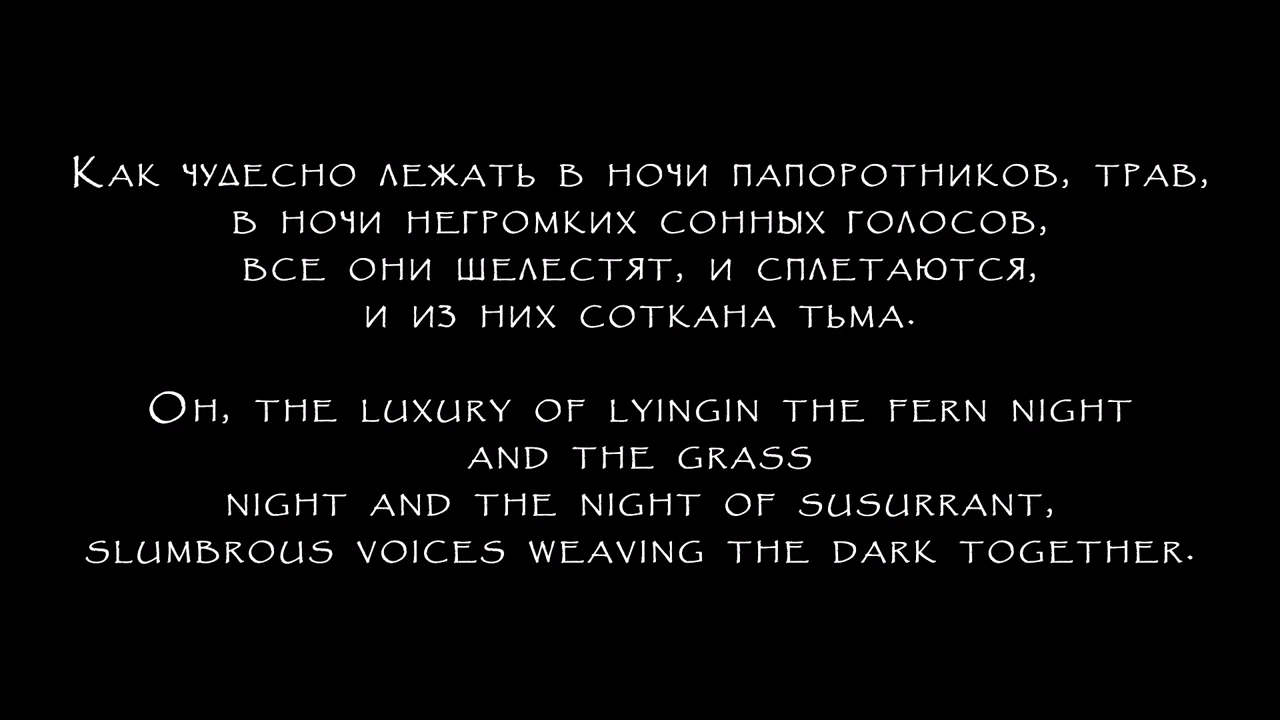 Как чудесно лежать в ночи папоротников, трав,
в ночи негромких сонных голосов,
все они шелестят, и сплетаются,
и из них соткана тьма.
Oh, the luxury of lyingin the fern night
and the grass
night and the night of susurrant,
slumbrous voices weaving the dark together.